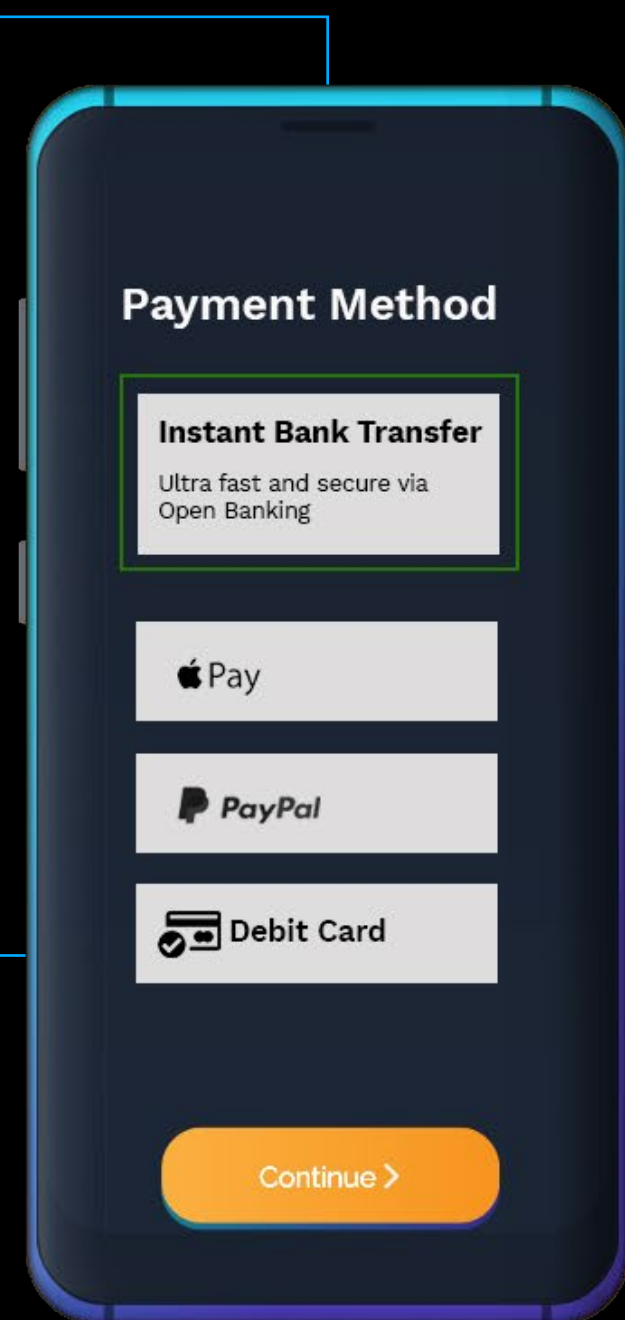 Payment Method
Instant Bank Transfer
Ultra fast and secure via
Open Banking
Pay
PayPal
Debit Card
Continue